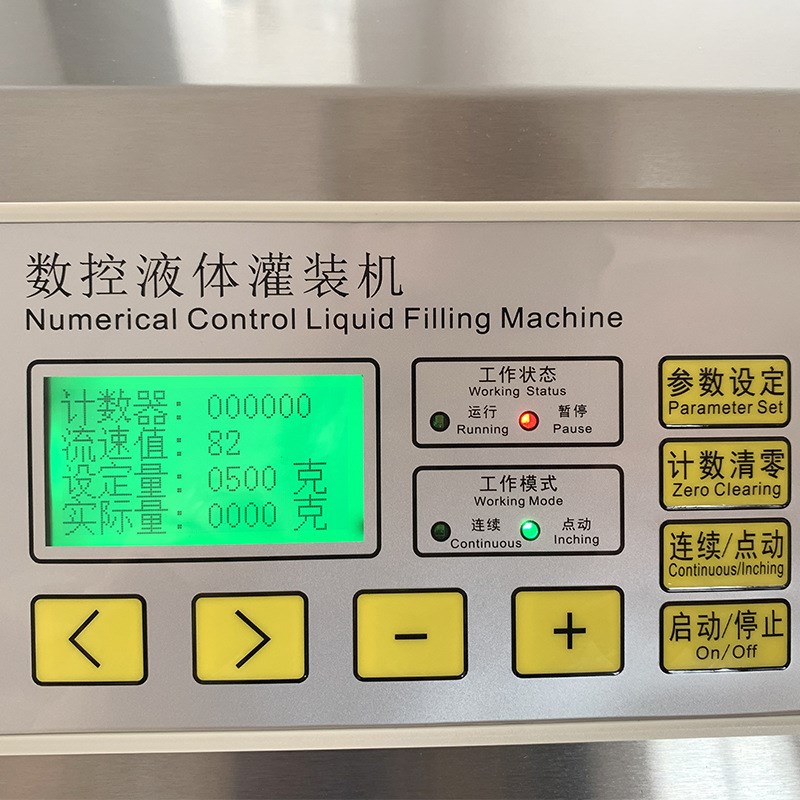 数控液体灌装机
Numerical Control Liquid Filling Machine
计数器：000000
流速值：82
设定量：0500 克
实际量：0000 克
工作状态
Working Status
运行
Running
暂停
Pause
工作模式
Working Mode
连续
Continuous
点动
Inching
参数设定
Parameter Set
计数清零
Zero Clearing
连续/点动
Continuous/Inching
启动/停止
On/Off
< > − +